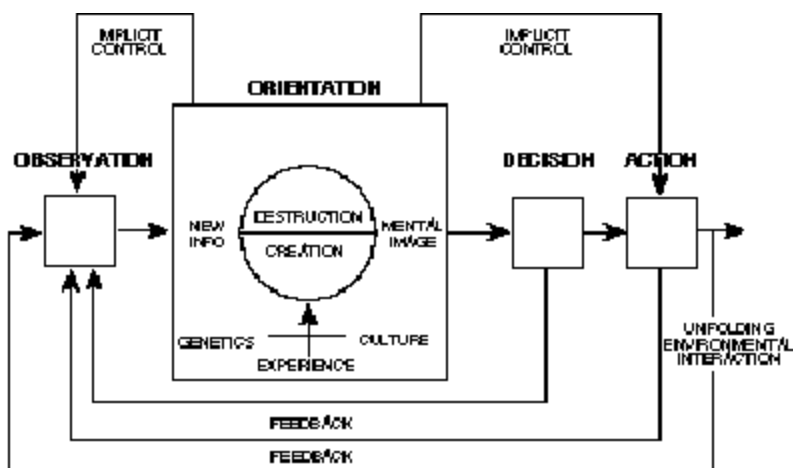 IMPLICIT
CONTROL
IMPLICIT
CONTROL
ORIENTATION
OBSERVATION
DECISION
ACTION
NEW
INFO
DESTRUCTION
CREATION
MENTAL
IMAGE
GENETICS
CULTURE
EXPERIENCE
UNFOLDING
ENVIRONMENTAL
INTERACTION
FEEDBACK
FEEDBACK